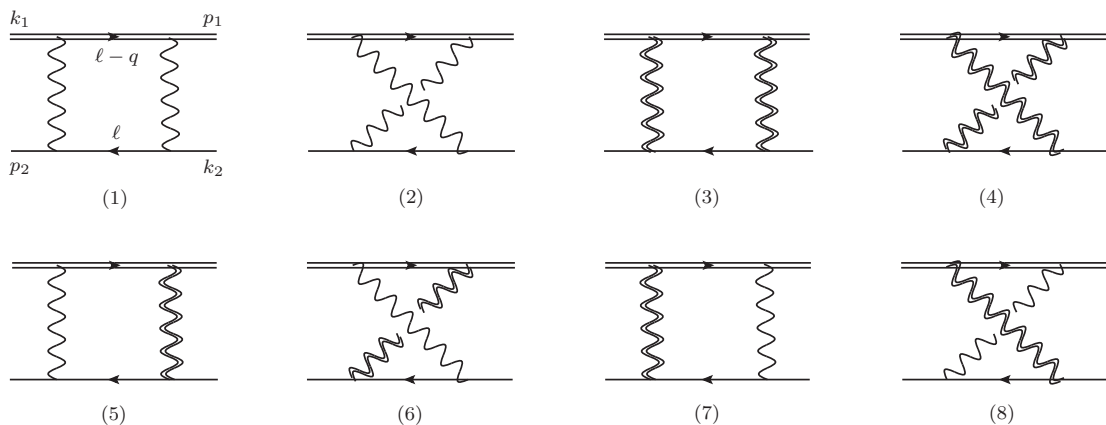 k₁ p₁
ℓ − q
ℓ
p₂ k₂
(1) (2) (3) (4)
(5) (6) (7) (8)